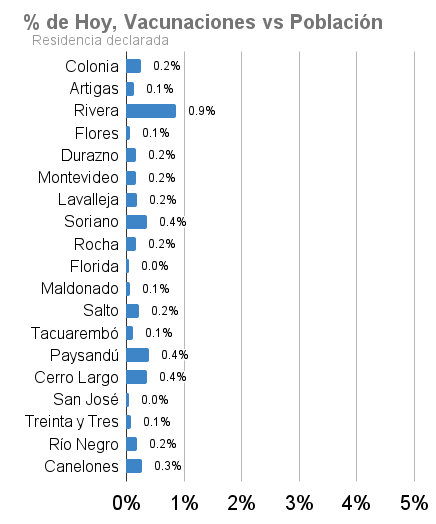 % de Hoy, Vacunaciones vs Población
Residencia declarada
Colonia 0.2%
Artigas 0.1%
Rivera 0.9%
Flores 0.1%
Durazno 0.2%
Montevideo 0.2%
Lavalleja 0.2%
Soriano 0.4%
Rocha 0.2%
Florida 0.0%
Maldonado 0.1%
Salto 0.2%
Tacuarembó 0.1%
Paysandú 0.4%
Cerro Largo 0.4%
San José 0.0%
Treinta y Tres 0.1%
Río Negro 0.2%
Canelones 0.3%
0% 1% 2% 3% 4% 5%